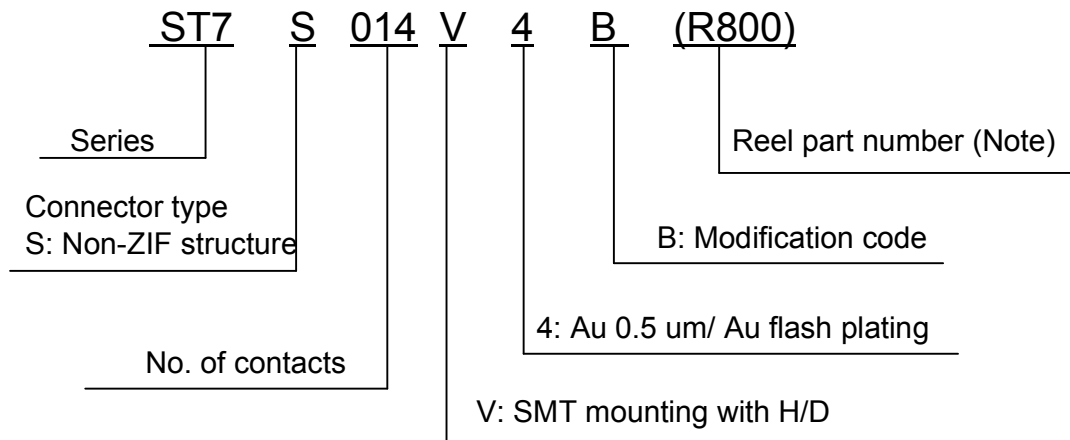 ST7 S 014 V 4 B (R800)
Series
Reel part number (Note)
Connector type
S: Non-ZIF structure
B: Modification code
4: Au 0.5 um/ Au flash plating
No. of contacts
V: SMT mounting with H/D